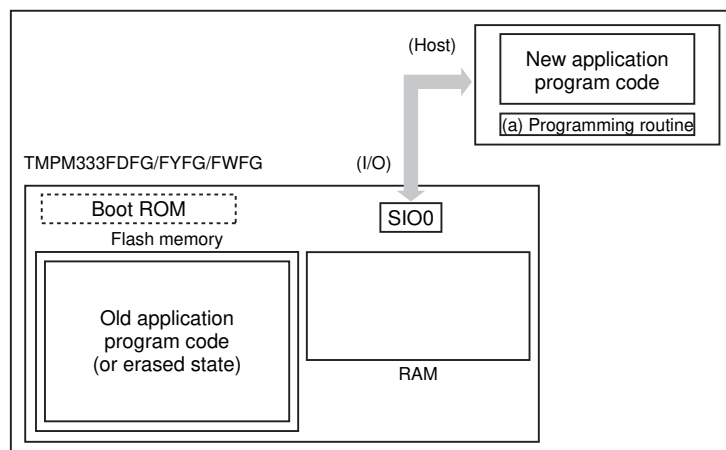 (Host)
New application
program code
(a) Programming routine
TMPM333FDFG/FYFG/FWFG
(I/O)
Boot ROM
SIO0
Flash memory
Old application
program code
(or erased state)
RAM